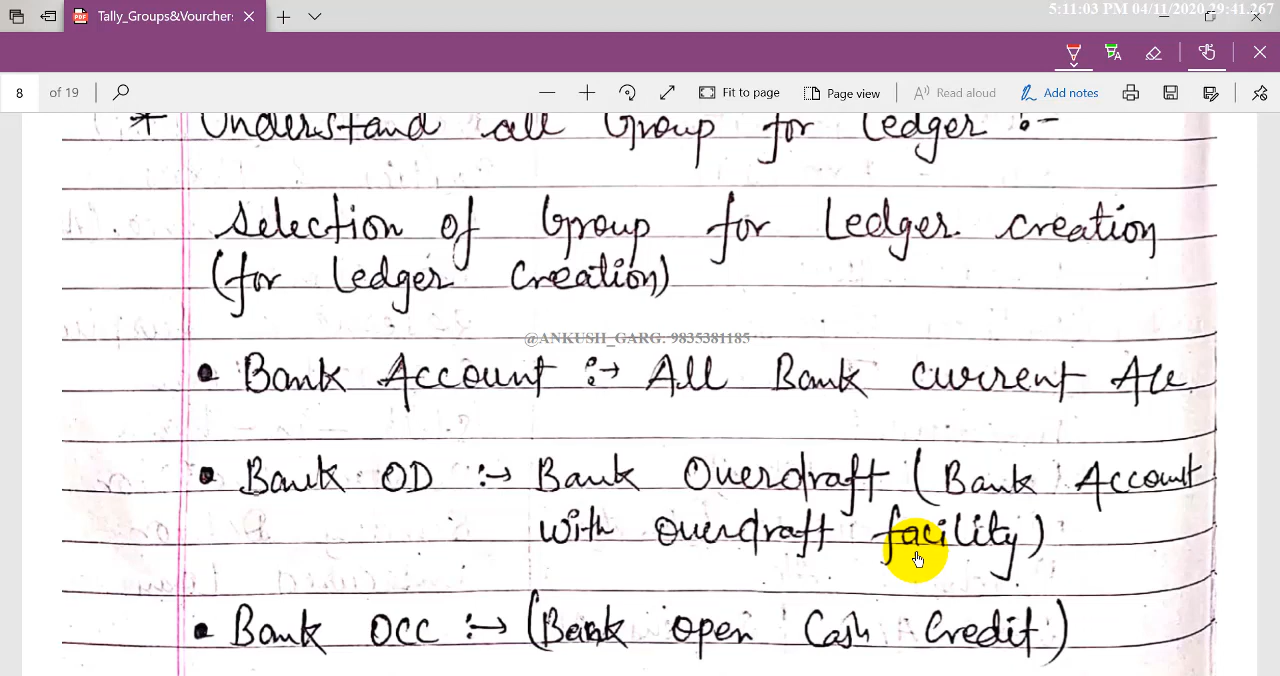 Tally_Groups&Vourcher:
5:11:03 PM 04/11/2020 29:41.267
8 of 19
Fit to page
Page view
Read aloud
Add notes
* Understand all Group for Ledger :-
Selection of Group for Ledger creation
(for Ledger Creation)
@ANKUSH_GARG. 9835381185
• Bank Account :→ All Bank current A/c
• Bank OD :→ Bank Overdraft (Bank Account
with overdraft facility)
• Bank OCC :→ (Bank open Cash Credit)